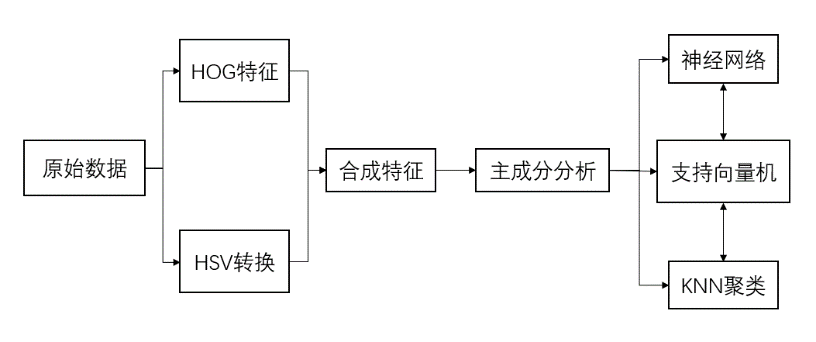 原始数据
HOG特征
HSV转换
合成特征
主成分分析
神经网络
支持向量机
KNN聚类